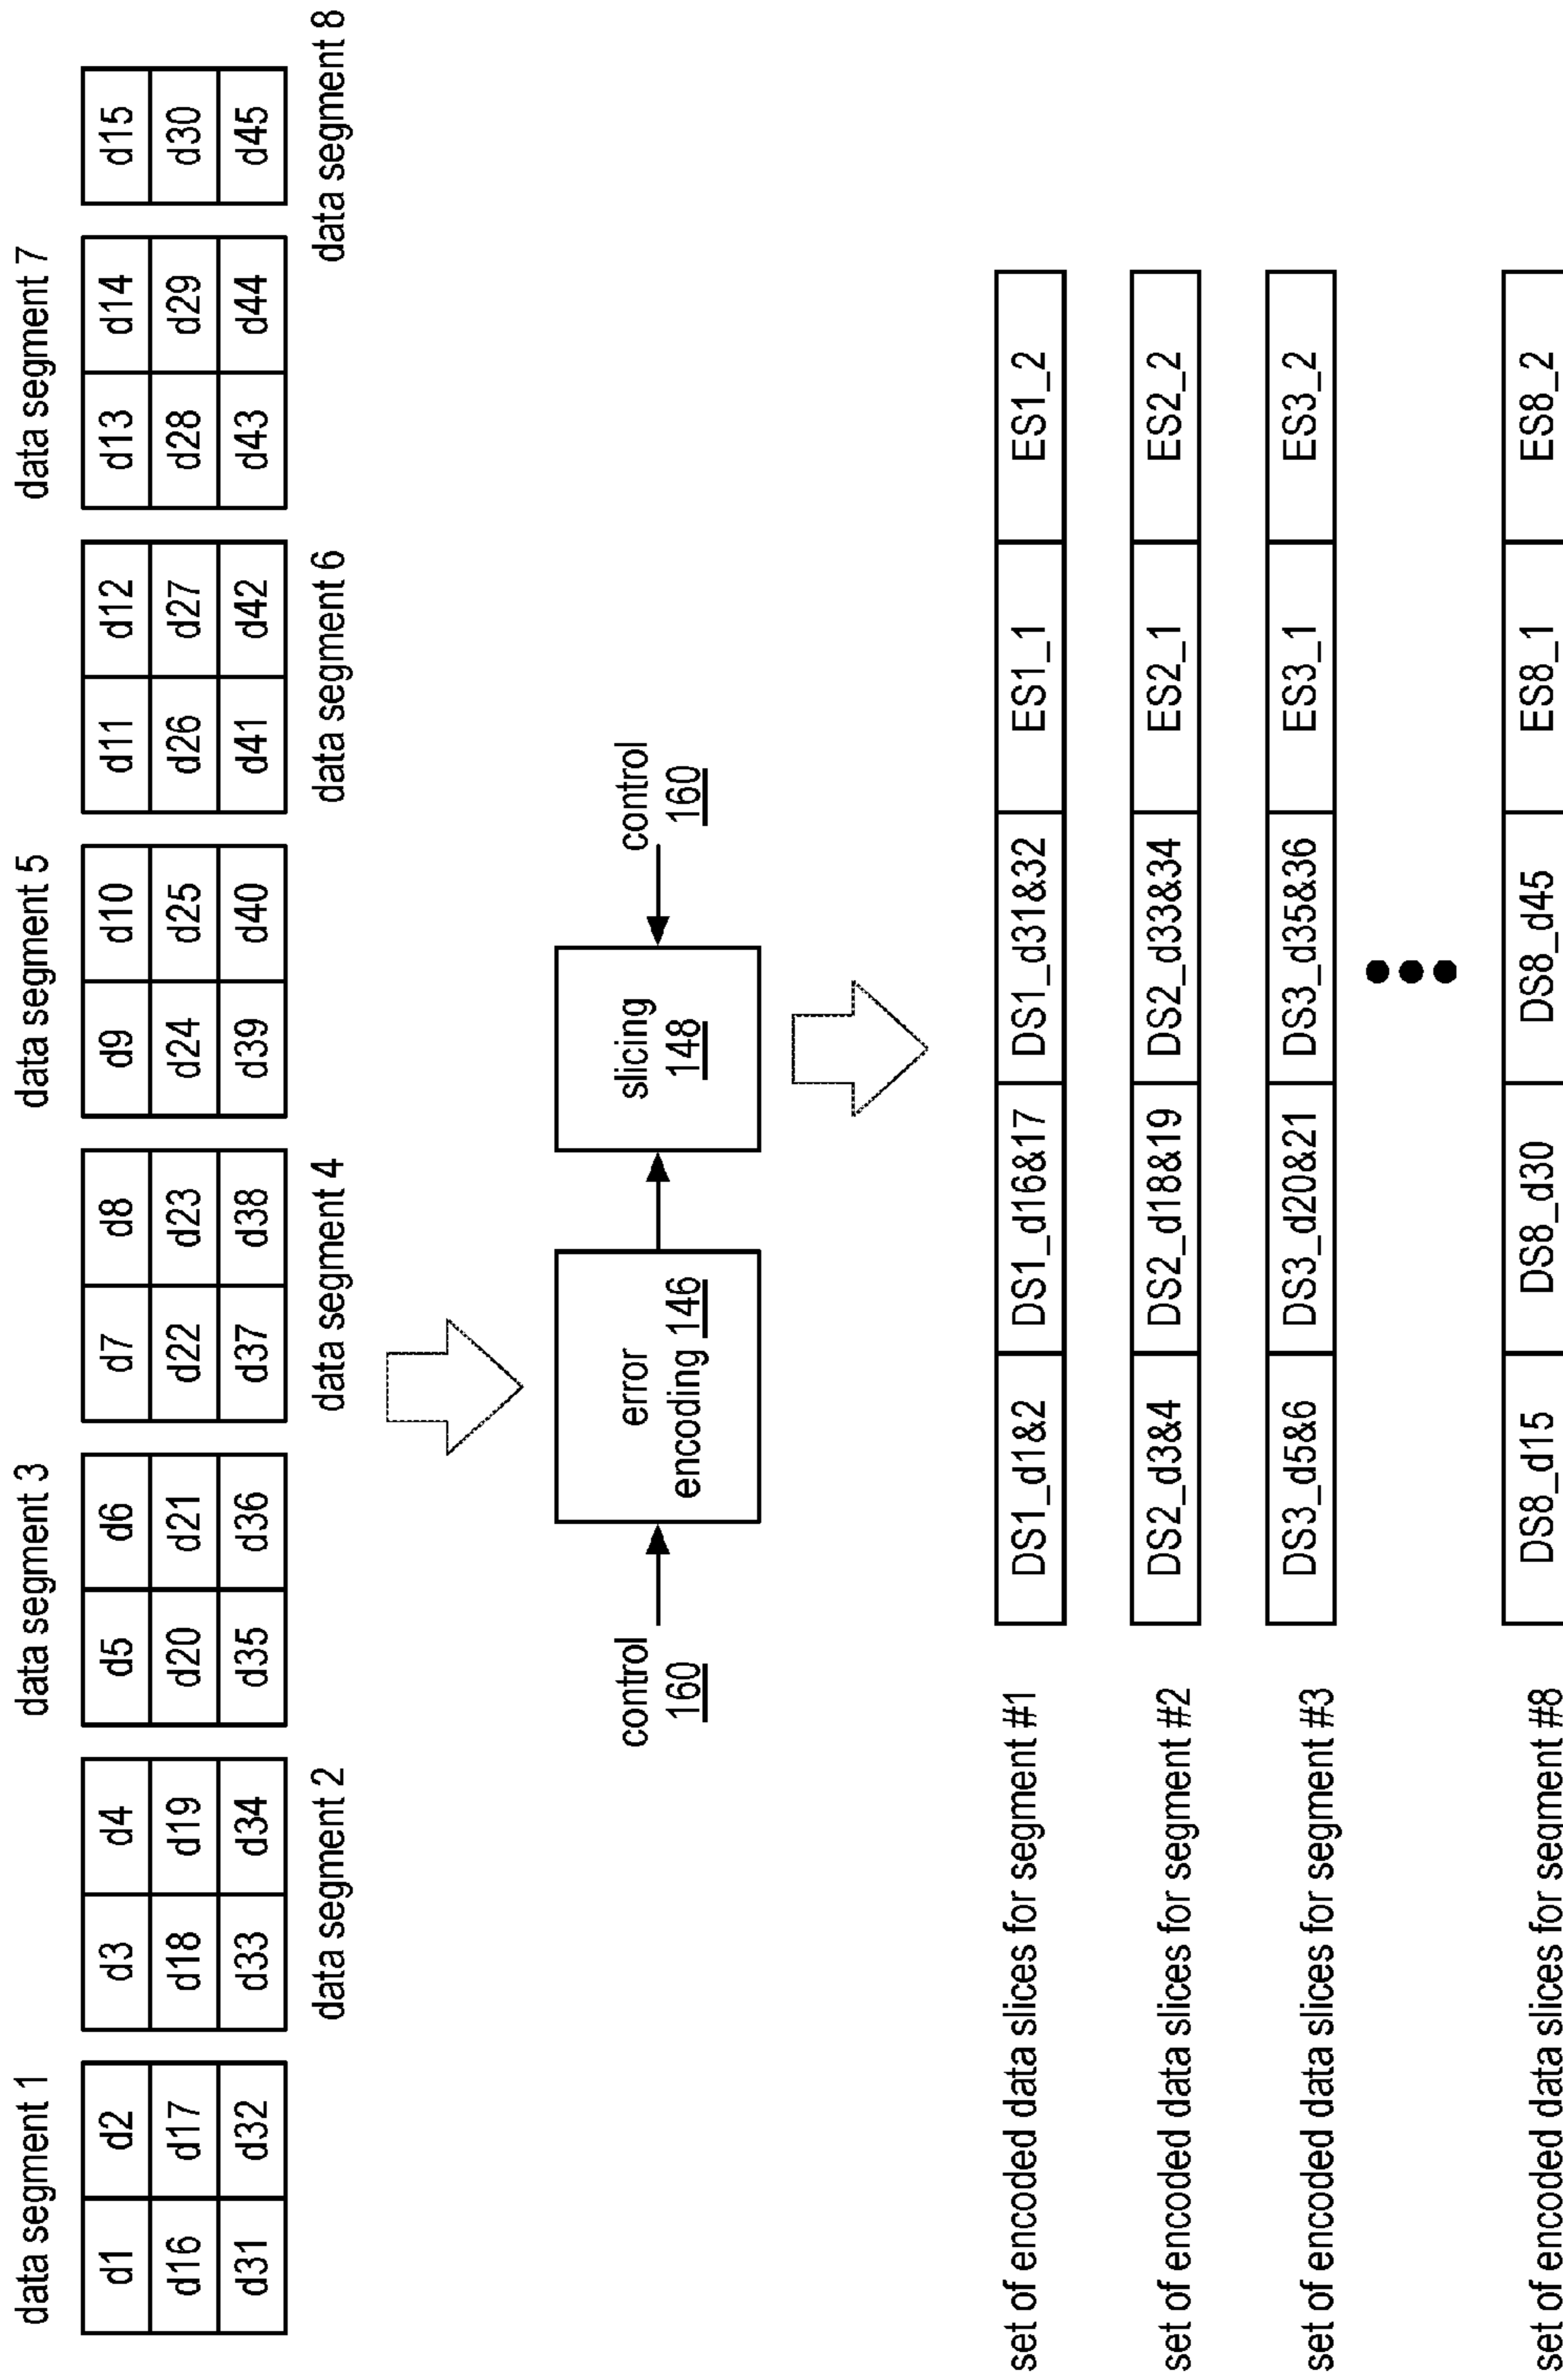 data segment 1
data segment 3
data segment 5
data segment 7
d1 d2 d3 d4 d5 d6 d7 d8 d9 d10 d11 d12 d13 d14 d15
d16 d17 d18 d19 d20 d21 d22 d23 d24 d25 d26 d27 d28 d29 d30
d31 d32 d33 d34 d35 d36 d37 d38 d39 d40 d41 d42 d43 d44 d45
data segment 2
data segment 4
data segment 6
data segment 8
control
160
error
encoding 146
slicing
148
control
160
set of encoded data slices for segment #1
DS1_d1&2 DS1_d16&17 DS1_d31&32 ES1_1 ES1_2
set of encoded data slices for segment #2
DS2_d3&4 DS2_d18&19 DS2_d33&34 ES2_1 ES2_2
set of encoded data slices for segment #3
DS3_d5&6 DS3_d20&21 DS3_d35&36 ES3_1 ES3_2
set of encoded data slices for segment #8
DS8_d15 DS8_d30 DS8_d45 ES8_1 ES8_2